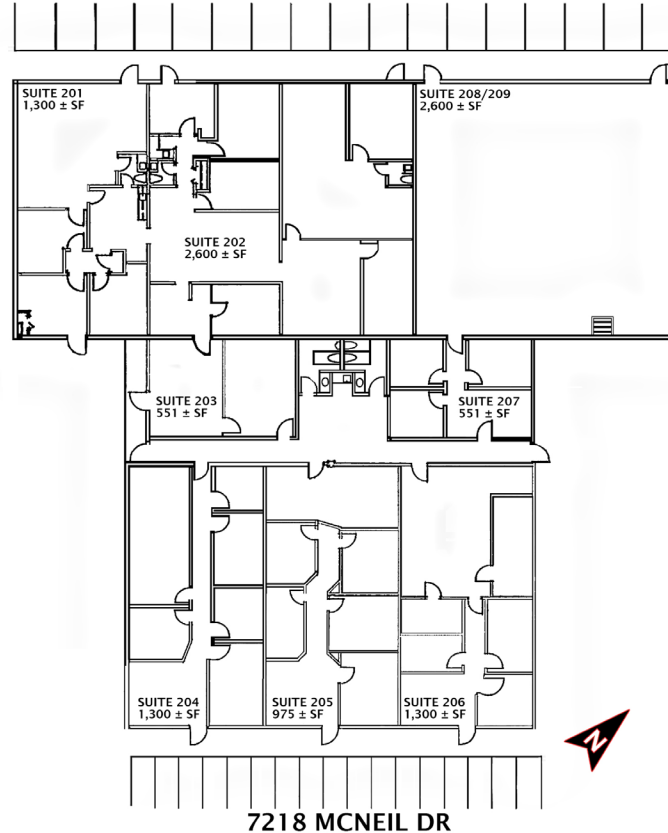 SUITE 201
1,300 ± SF
SUITE 208/209
2,600 ± SF
SUITE 202
2,600 ± SF
SUITE 203
551 ± SF
SUITE 207
551 ± SF
SUITE 204
1,300 ± SF
SUITE 205
975 ± SF
SUITE 206
1,300 ± SF
N
7218 MCNEIL DR